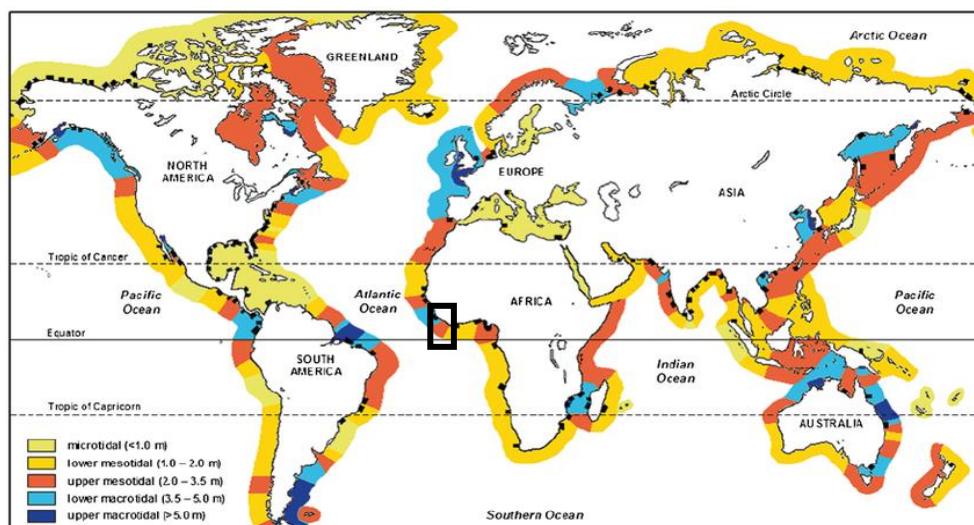 GREENLAND
Arctic Ocean
Arctic Circle
NORTH
AMERICA
EUROPE
ASIA
Tropic of Cancer
Pacific
Ocean
Atlantic
Ocean
AFRICA
Pacific
Ocean
Equator
SOUTH
AMERICA
Indian
Ocean
Tropic of Capricorn
AUSTRALIA
microtidal (<1.0 m)
lower mesotidal (1.0 – 2.0 m)
upper mesotidal (2.0 – 3.5 m)
lower macrotidal (3.5 – 5.0 m)
upper macrotidal (>5.0 m)
Southern Ocean